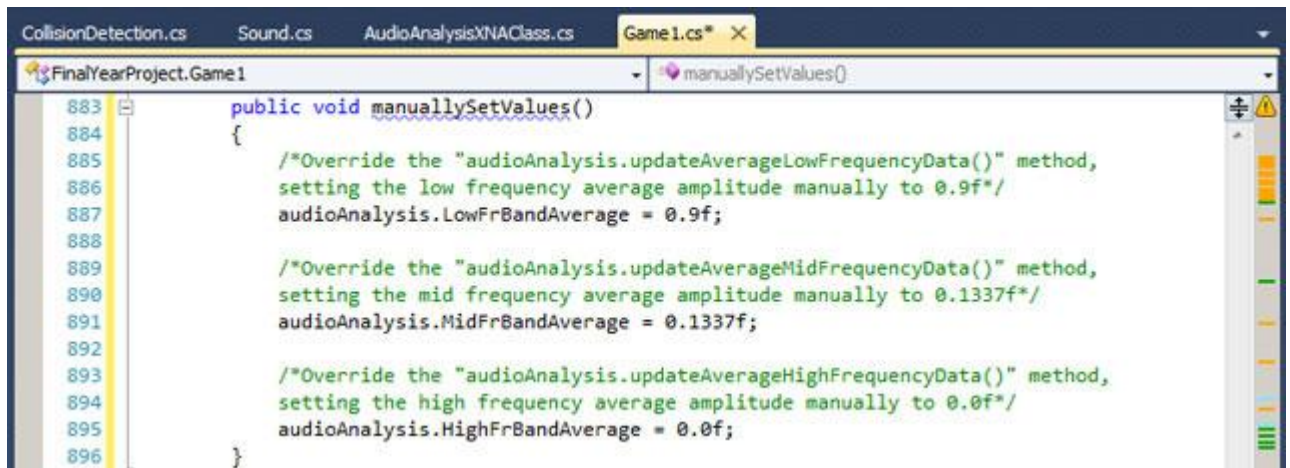 CollisionDetection.cs Sound.cs AudioAnalysisXNAClass.cs Game1.cs*
FinalYearProject.Game1 manuallySetValues()
883 public void manuallySetValues()
884 {
885 /*Override the "audioAnalysis.updateAverageLowFrequencyData()" method,
886 setting the low frequency average amplitude manually to 0.9f*/
887 audioAnalysis.LowFrBandAverage = 0.9f;
888
889 /*Override the "audioAnalysis.updateAverageMidFrequencyData()" method,
890 setting the mid frequency average amplitude manually to 0.1337f*/
891 audioAnalysis.MidFrBandAverage = 0.1337f;
892
893 /*Override the "audioAnalysis.updateAverageHighFrequencyData()" method,
894 setting the high frequency average amplitude manually to 0.0f*/
895 audioAnalysis.HighFrBandAverage = 0.0f;
896 }